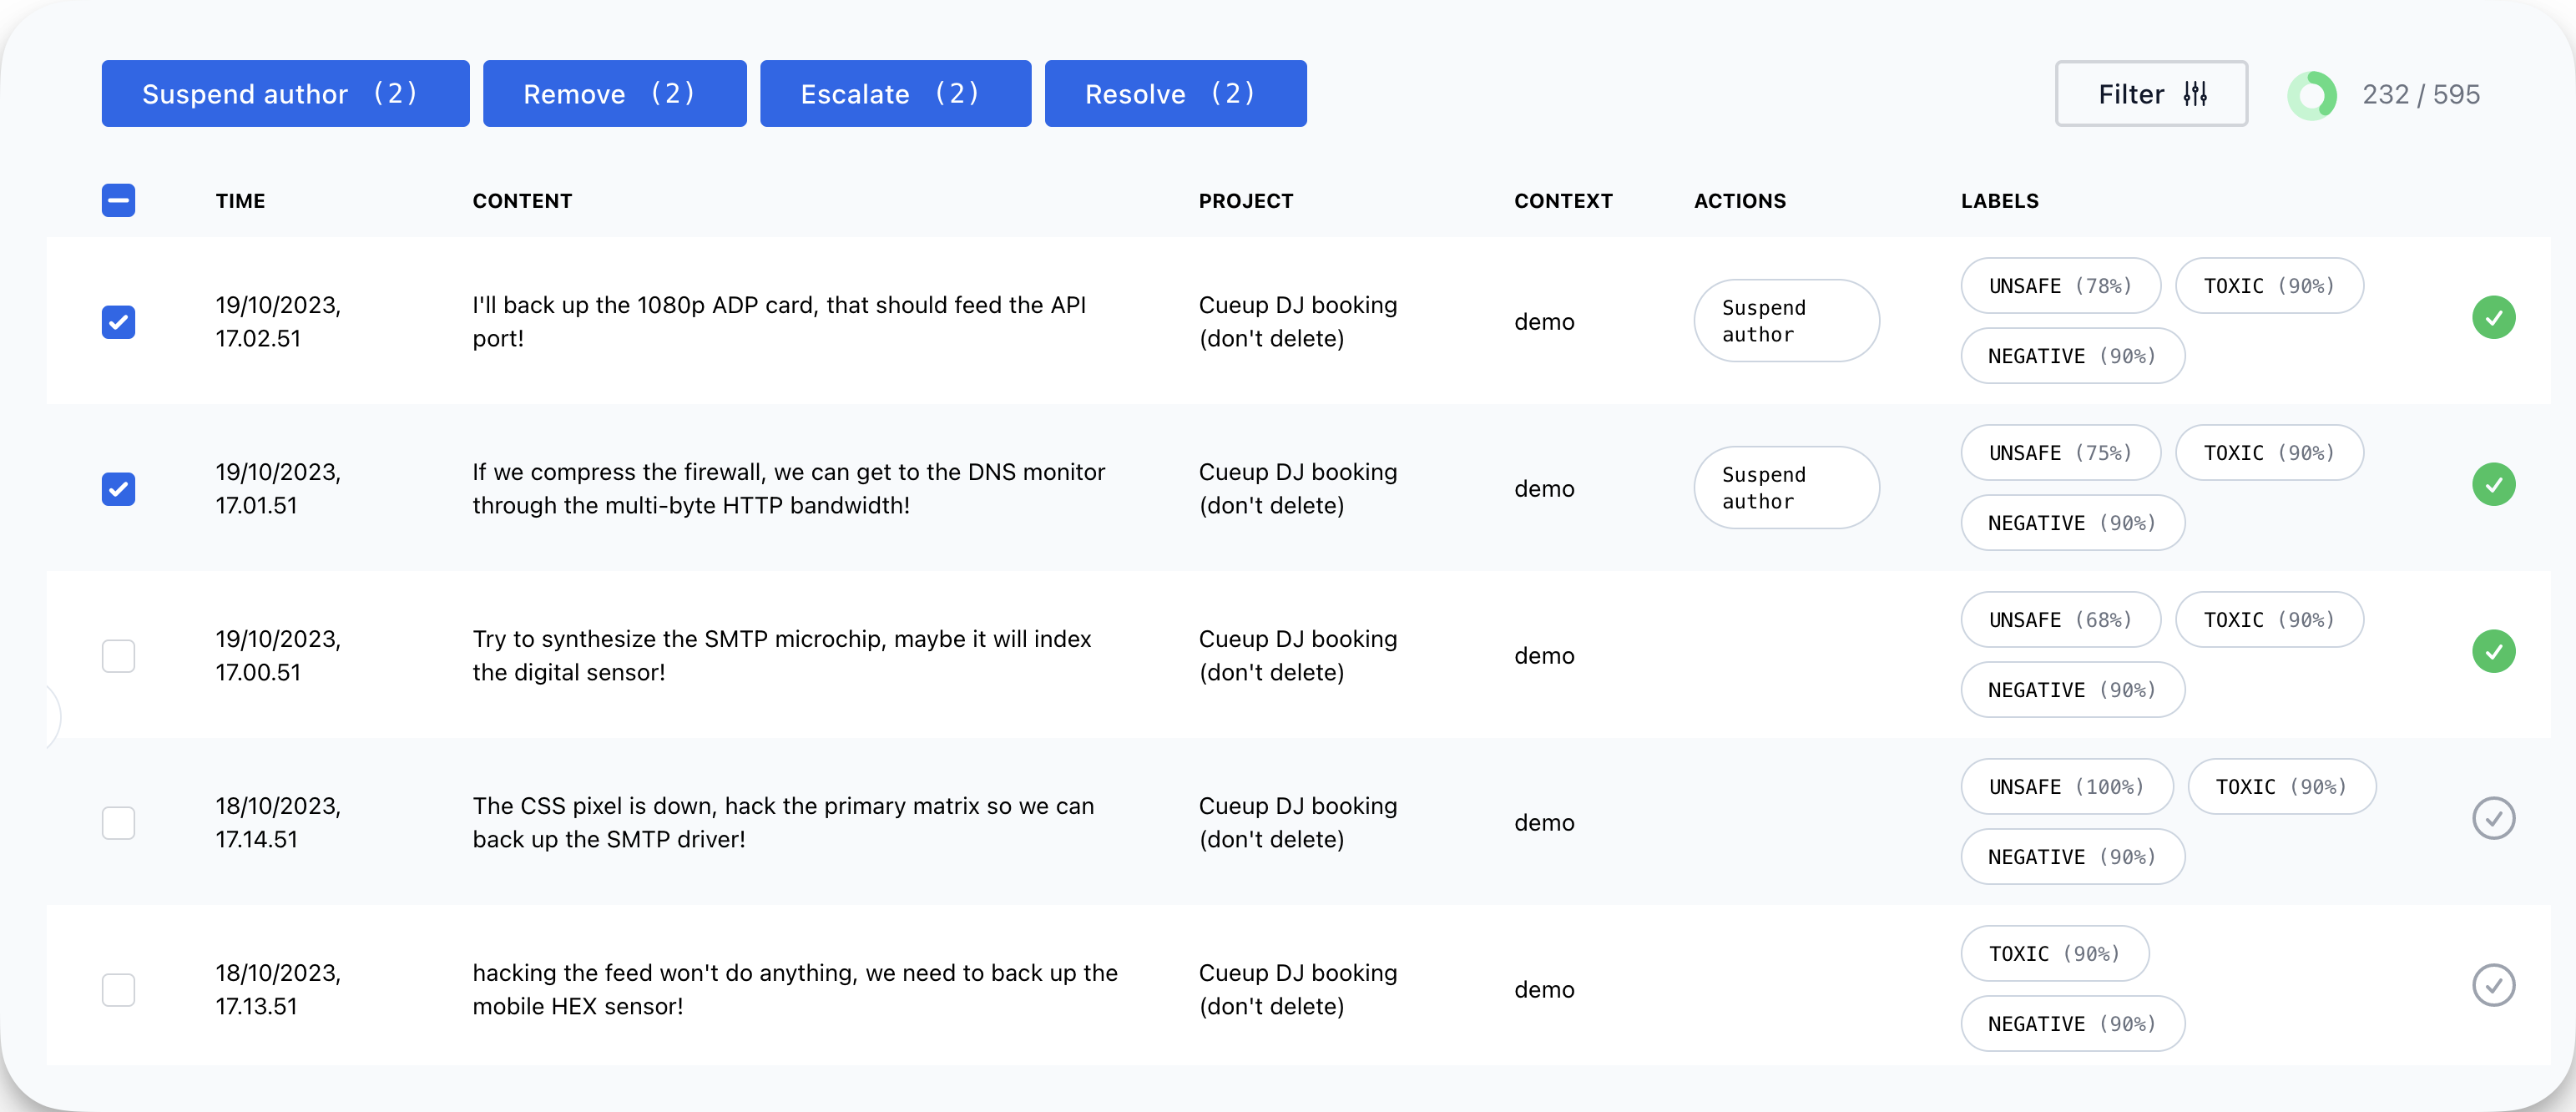 Suspend author (2) Remove (2) Escalate (2) Resolve (2) Filter 232 / 595
TIME CONTENT PROJECT CONTEXT ACTIONS LABELS
19/10/2023,
17.02.51
I'll back up the 1080p ADP card, that should feed the API
port!
Cueup DJ booking
(don't delete)
demo
Suspend
author
UNSAFE (78%) TOXIC (90%)
NEGATIVE (90%)
19/10/2023,
17.01.51
If we compress the firewall, we can get to the DNS monitor
through the multi-byte HTTP bandwidth!
Cueup DJ booking
(don't delete)
demo
Suspend
author
UNSAFE (75%) TOXIC (90%)
NEGATIVE (90%)
19/10/2023,
17.00.51
Try to synthesize the SMTP microchip, maybe it will index
the digital sensor!
Cueup DJ booking
(don't delete)
demo
UNSAFE (68%) TOXIC (90%)
NEGATIVE (90%)
18/10/2023,
17.14.51
The CSS pixel is down, hack the primary matrix so we can
back up the SMTP driver!
Cueup DJ booking
(don't delete)
demo
UNSAFE (100%) TOXIC (90%)
NEGATIVE (90%)
18/10/2023,
17.13.51
hacking the feed won't do anything, we need to back up the
mobile HEX sensor!
Cueup DJ booking
(don't delete)
demo
TOXIC (90%)
NEGATIVE (90%)